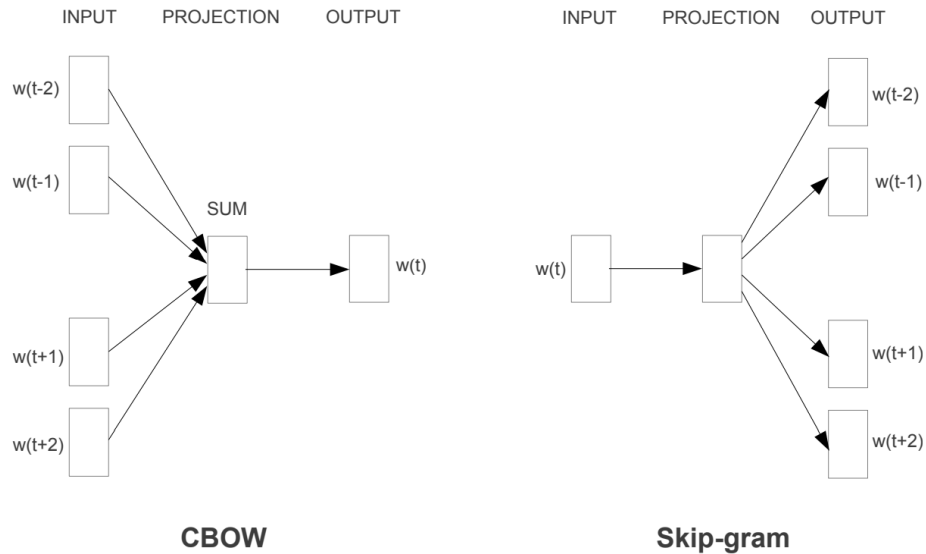 INPUT PROJECTION OUTPUT
w(t-2)
w(t-1)
SUM
w(t)
w(t+1)
w(t+2)
CBOW
INPUT PROJECTION OUTPUT
w(t-2)
w(t-1)
w(t)
w(t+1)
w(t+2)
Skip-gram